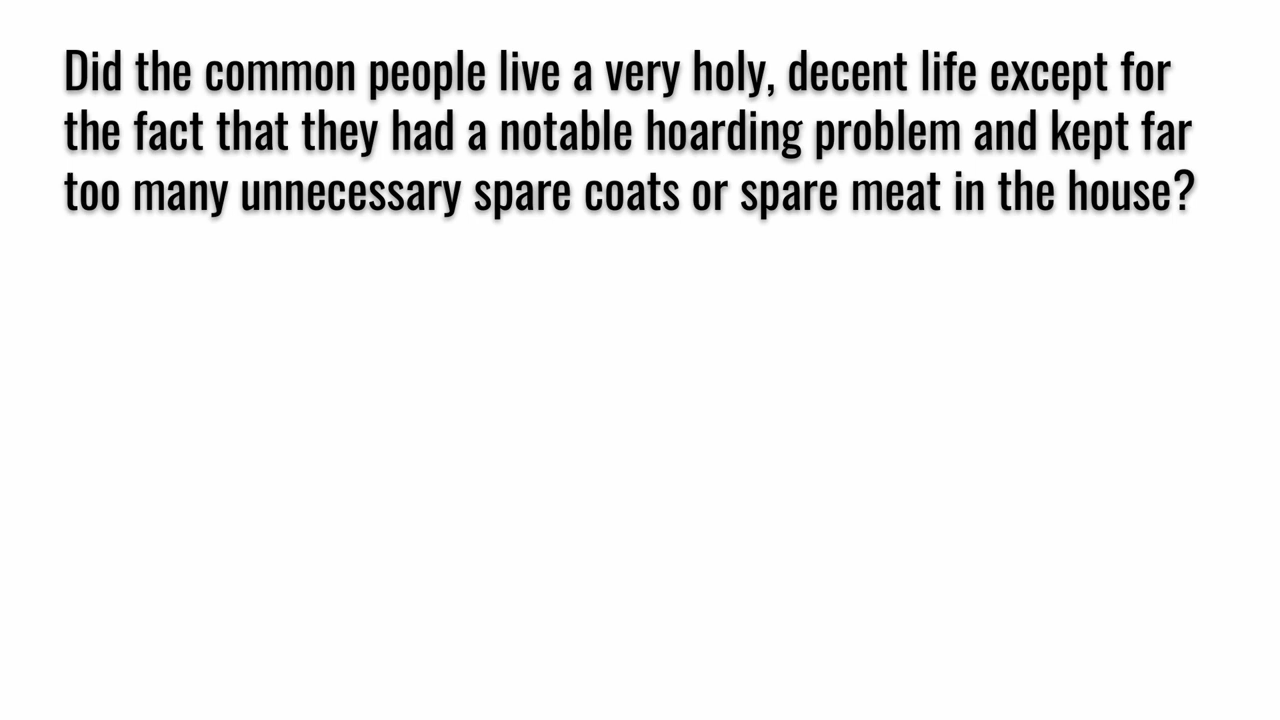 Did the common people live a very holy, decent life except for
the fact that they had a notable hoarding problem and kept far
too many unnecessary spare coats or spare meat in the house?